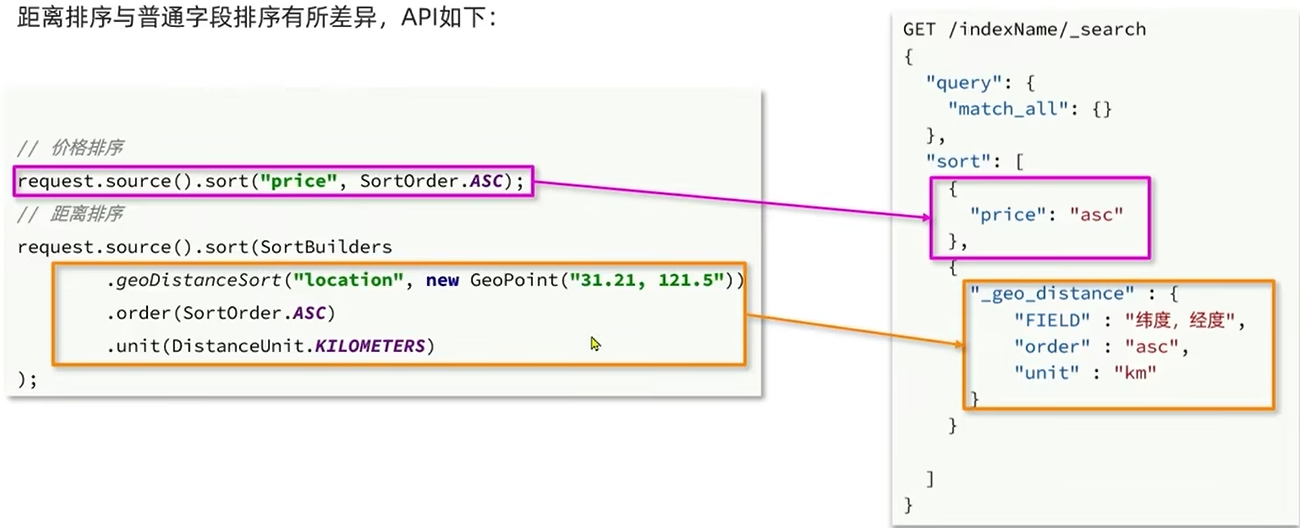 距离排序与普通字段排序有所差异，API如下：
// 价格排序
request.source().sort("price", SortOrder.ASC);
// 距离排序
request.source().sort(SortBuilders
.geoDistanceSort("location", new GeoPoint("31.21, 121.5"))
.order(SortOrder.ASC)
.unit(DistanceUnit.KILOMETERS)
);
GET /indexName/_search
{
"query": {
"match_all": {}
},
"sort": [
{
"price": "asc"
},
{
"_geo_distance" : {
"FIELD" : "纬度，经度",
"order" : "asc",
"unit" : "km"
}
}
]
}